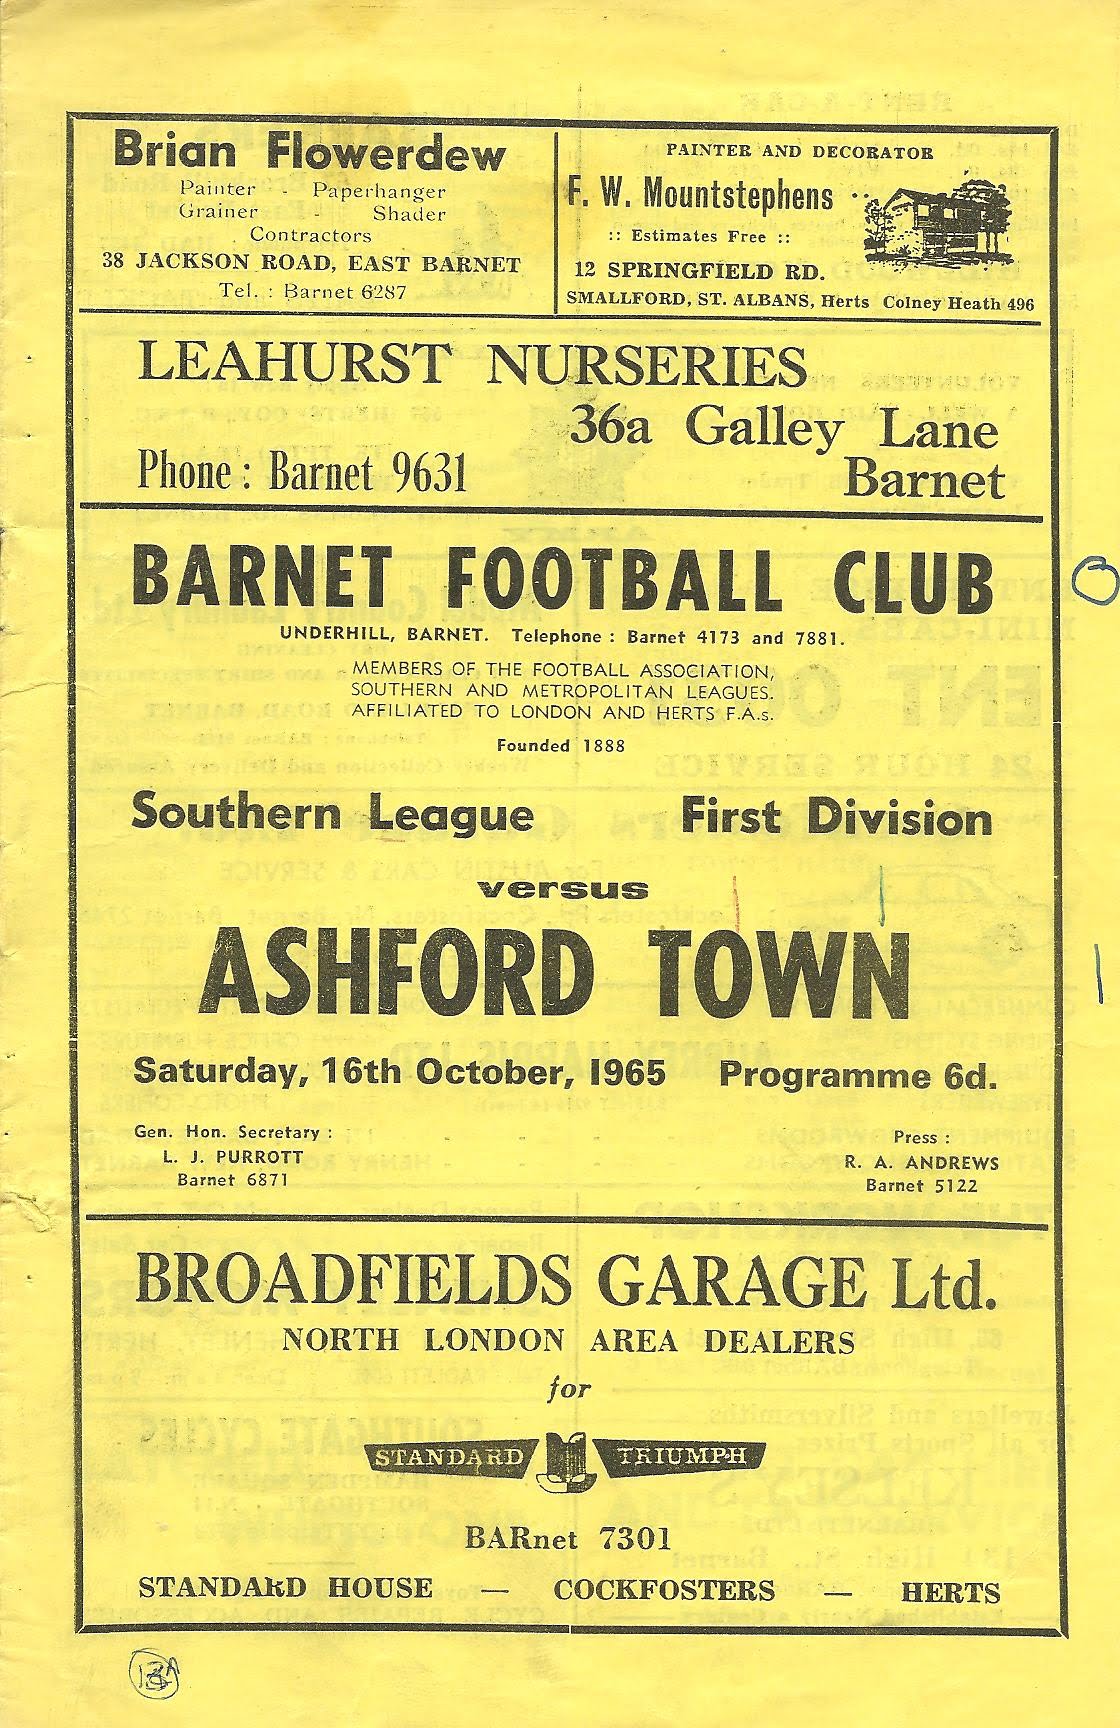 Brian Flowerdew
Painter - Paperhanger
Grainer - Shader
Contractors
38 JACKSON ROAD, EAST BARNET
Tel. : Barnet 6287
PAINTER AND DECORATOR
F. W. Mountstephens
:: Estimates Free ::
12 SPRINGFIELD RD.
SMALLFORD, ST. ALBANS, Herts Colney Heath 496
LEAHURST NURSERIES
36a Galley Lane
Phone : Barnet 9631
Barnet
BARNET FOOTBALL CLUB
UNDERHILL, BARNET. Telephone : Barnet 4173 and 7881.
MEMBERS OF THE FOOTBALL ASSOCIATION,
SOUTHERN AND METROPOLITAN LEAGUES.
AFFILIATED TO LONDON AND HERTS F.A.s.
Founded 1888
Southern League First Division
versus
ASHFORD TOWN
Saturday, 16th October, 1965 Programme 6d.
Gen. Hon. Secretary :
L. J. PURROTT
Barnet 6871
Press :
R. A. ANDREWS
Barnet 5122
BROADFIELDS GARAGE Ltd.
NORTH LONDON AREA DEALERS
for
STANDARD TRIUMPH
BARnet 7301
STANDARD HOUSE — COCKFOSTERS — HERTS